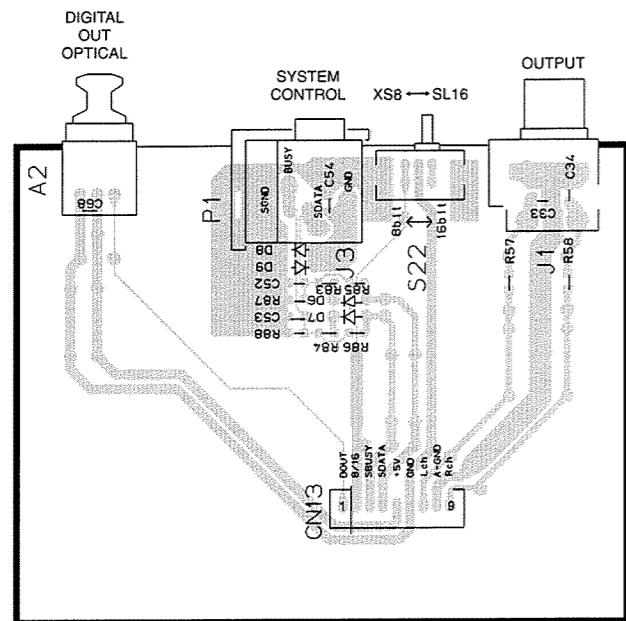 DIGITAL
OUT
OPTICAL
SYSTEM
CONTROL
XS8 ↔ SL16
OUTPUT
A2
C68
P1
SGND
BUSY
SDATA
C54
GND
8bit
16bit
S22
C33
C34
J1
R57
R58
J3
D8
D9
C52
R83
R85
R87
D6
C53
D7
R88
R84
R86
DOUT
8/16
SBUSY
SDATA
+5V
GND
Lch
A-GND
Rch
CN13
1
9